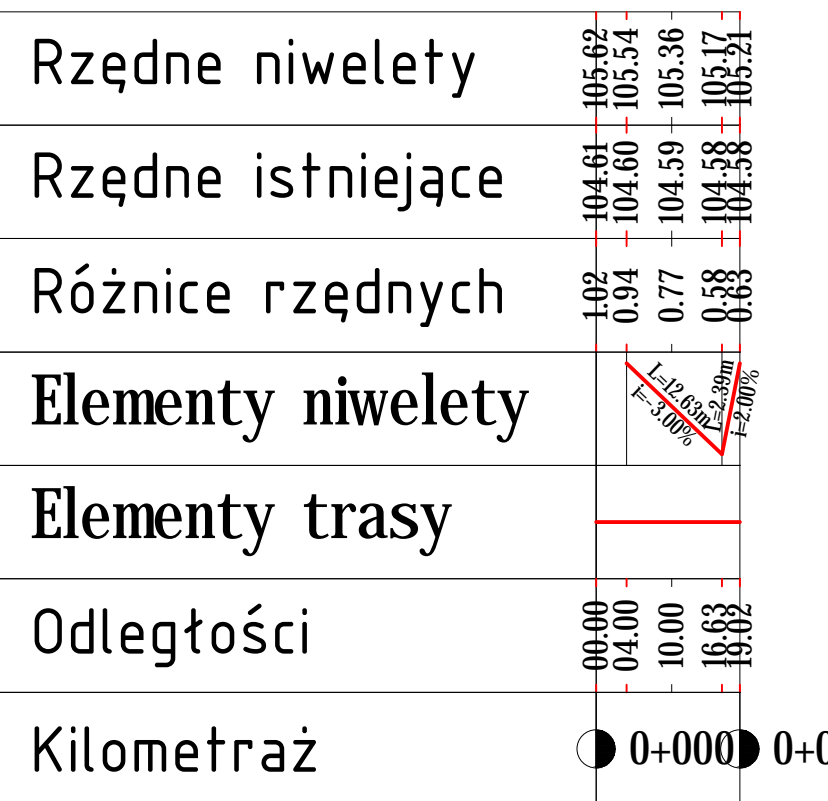 Rzędne niwelety 105.62 105.54 105.36 105.17 105.21
Rzędne istniejące 104.61 104.60 104.59 104.58 104.58
Różnice rzędnych 1.02 0.94 0.77 0.58 0.63
Elementy niwelety L=12.63m i=-3.00% L=2.39m i=2.00%
Elementy trasy
Odległości 00.00 04.00 10.00 16.63 19.02
Kilometraż 0+000 0+0